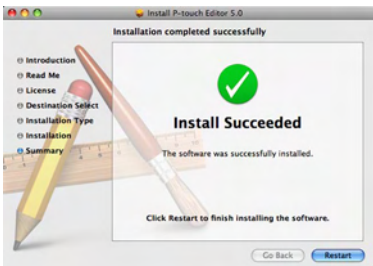 Install P-touch Editor 5.0
Installation completed successfully
Introduction
Read Me
License
Destination Select
Installation Type
Installation
Summary
Install Succeeded
The software was successfully installed.
Click Restart to finish installing the software.
Go Back
Restart